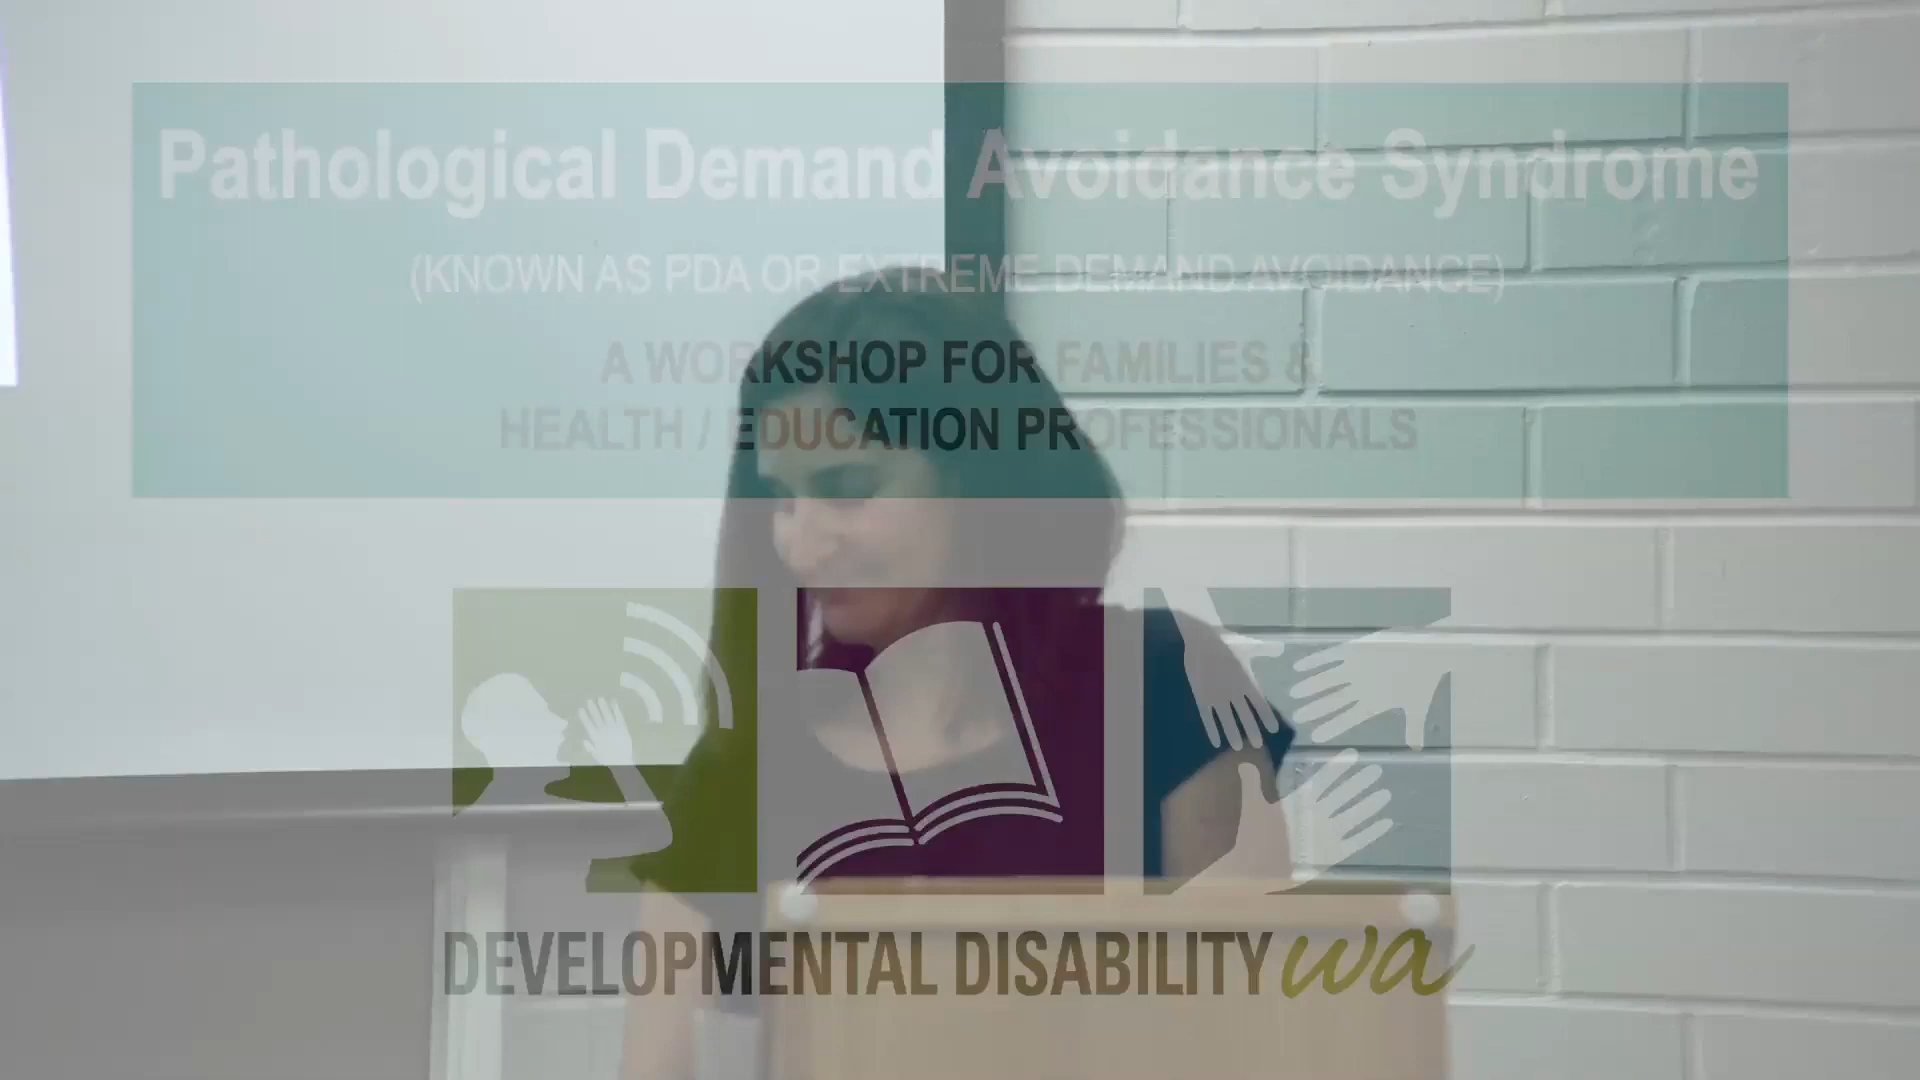 Pathological Demand Avoidance Syndrome
(KNOWN AS PDA OR EXTREME DEMAND AVOIDANCE)
A WORKSHOP FOR FAMILIES &
HEALTH / EDUCATION PROFESSIONALS
DEVELOPMENTAL DISABILITY wa